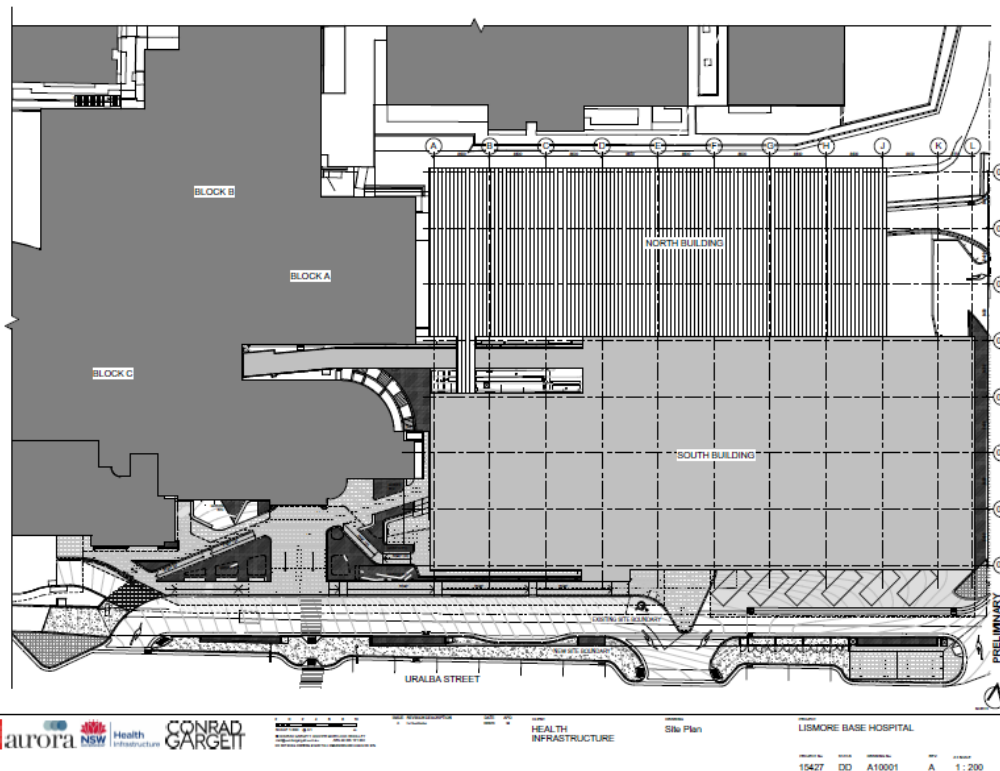 A
B
C
D
E
F
G
H
J
K
L
BLOCK B
NORTH BUILDING
BLOCK A
BLOCK C
SOUTH BUILDING
EXISTING SITE BOUNDARY
NEW SITE BOUNDARY
URALBA STREET
PRELIMINARY
aurora
NSW
Health
Infrastructure
CONRAD
GARGETT
HEALTH
INFRASTRUCTURE
Site Plan
LISMORE BASE HOSPITAL
15427 DD A10001 A 1 : 200